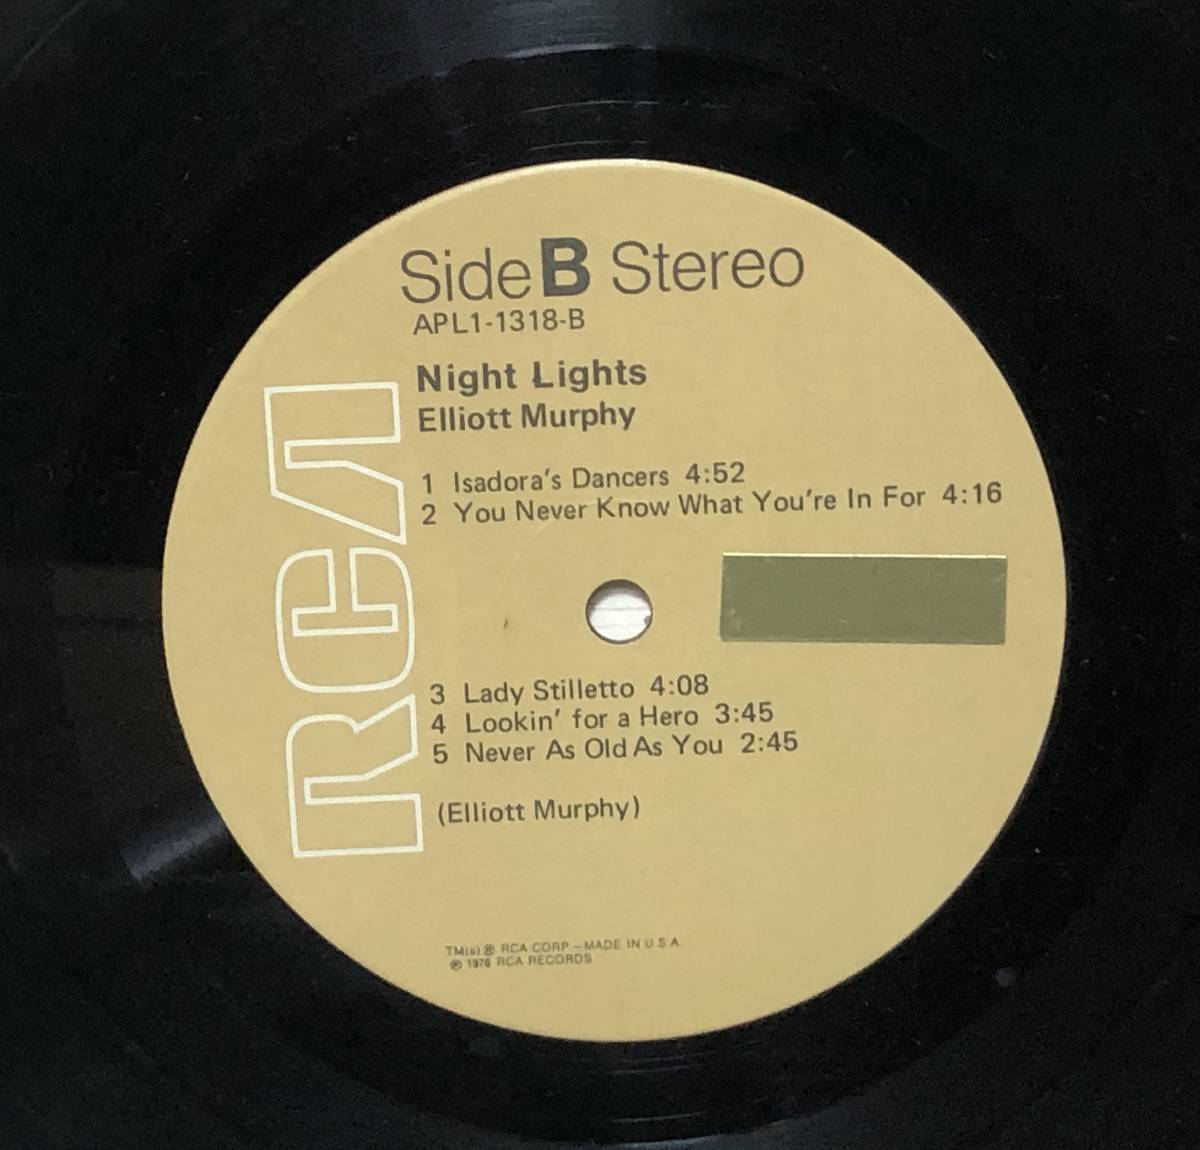 Side B Stereo
APL1-1318-B
Night Lights
Elliott Murphy
1 Isadora's Dancers 4:52
2 You Never Know What You're In For 4:16
RCA
3 Lady Stilletto 4:08
4 Lookin' for a Hero 3:45
5 Never As Old As You 2:45
(Elliott Murphy)
TM(s) ® RCA CORP – MADE IN U.S.A.
℗ 1976 RCA RECORDS